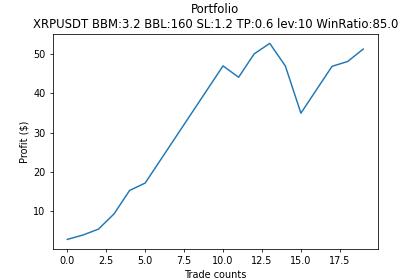 Portfolio
XRPUSDT BBM:3.2 BBL:160 SL:1.2 TP:0.6 lev:10 WinRatio:85.0
50
40
30
20
10
Profit ($)
0.0 2.5 5.0 7.5 10.0 12.5 15.0 17.5
Trade counts